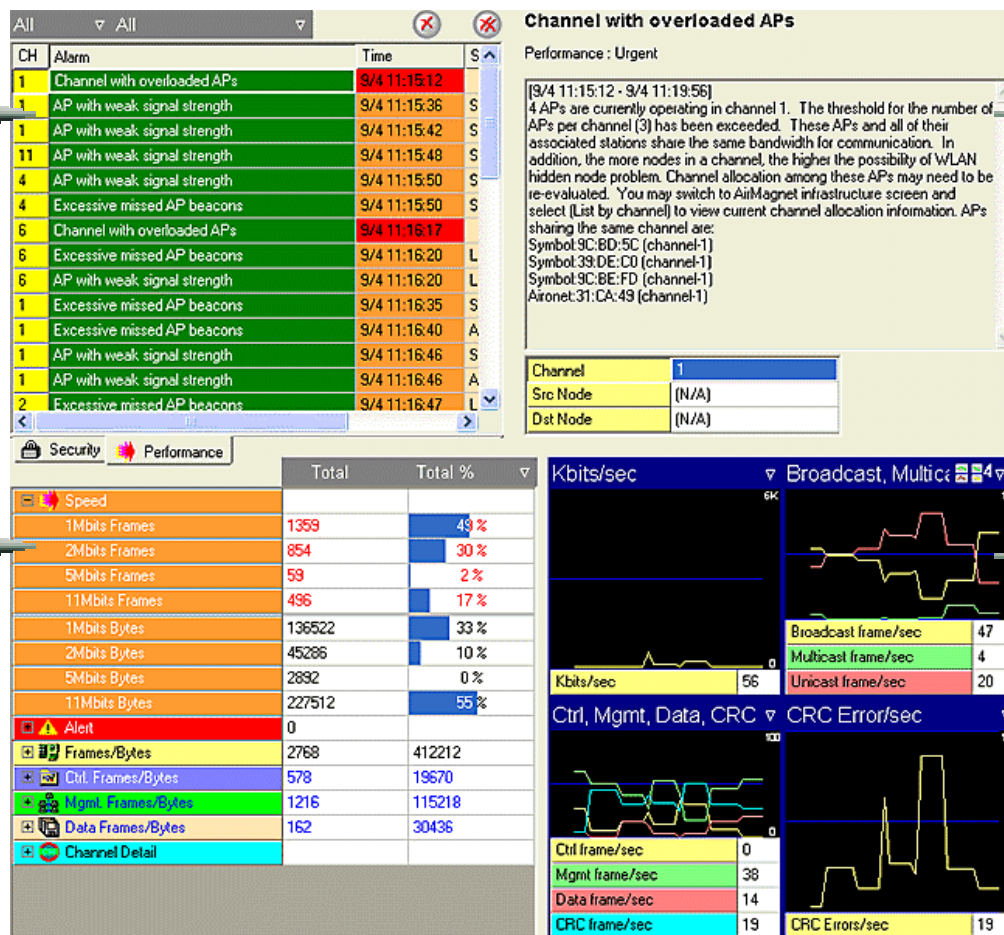 All All
CH Alarm Time S
1 Channel with overloaded APs 9/4 11:15:12
1 AP with weak signal strength 9/4 11:15:36 S
1 AP with weak signal strength 9/4 11:15:42 S
11 AP with weak signal strength 9/4 11:15:48 S
4 AP with weak signal strength 9/4 11:15:50 S
4 Excessive missed AP beacons 9/4 11:15:50 S
6 Channel with overloaded APs 9/4 11:16:17
6 Excessive missed AP beacons 9/4 11:16:20 L
6 AP with weak signal strength 9/4 11:16:20 L
1 Excessive missed AP beacons 9/4 11:16:35 S
1 Excessive missed AP beacons 9/4 11:16:40 A
1 AP with weak signal strength 9/4 11:16:46 S
1 AP with weak signal strength 9/4 11:16:46 A
2 Excessive missed AP beacons 9/4 11:16:47 L
Security Performance
Channel with overloaded APs
Performance : Urgent
[9/4 11:15:12 - 9/4 11:19:56]
4 APs are currently operating in channel 1. The threshold for the number of
APs per channel (3) has been exceeded. These APs and all of their
associated stations share the same bandwidth for communication. In
addition, the more nodes in a channel, the higher the possibility of WLAN
hidden node problem. Channel allocation among these APs may need to be
re-evaluated. You may switch to AirMagnet infrastructure screen and
select (List by channel) to view current channel allocation information. APs
sharing the same channel are:
Symbol:9C:BD:5C (channel-1)
Symbol:39:DE:C0 (channel-1)
Symbol:9C:BE:FD (channel-1)
Aironet:31:CA:49 (channel-1)
Channel 1
Src Node (N/A)
Dst Node (N/A)
Total Total %
Speed
1Mbits Frames 1359 49 %
2Mbits Frames 854 30 %
5Mbits Frames 59 2 %
11Mbits Frames 496 17 %
1Mbits Bytes 136522 33 %
2Mbits Bytes 45286 10 %
5Mbits Bytes 2892 0 %
11Mbits Bytes 227512 55 %
Alert 0
Frames/Bytes 2768 412212
Ctrl. Frames/Bytes 578 19670
Mgmt. Frames/Bytes 1216 115218
Data Frames/Bytes 162 30436
Channel Detail
Kbits/sec
6K
0
Kbits/sec 56
Broadcast, Multica 4
Broadcast frame/sec 47
Multicast frame/sec 4
Unicast frame/sec 20
Ctrl, Mgmt, Data, CRC
100
0
Ctrl frame/sec 0
Mgmt frame/sec 38
Data frame/sec 14
CRC frame/sec 19
CRC Error/sec
CRC Errors/sec 19